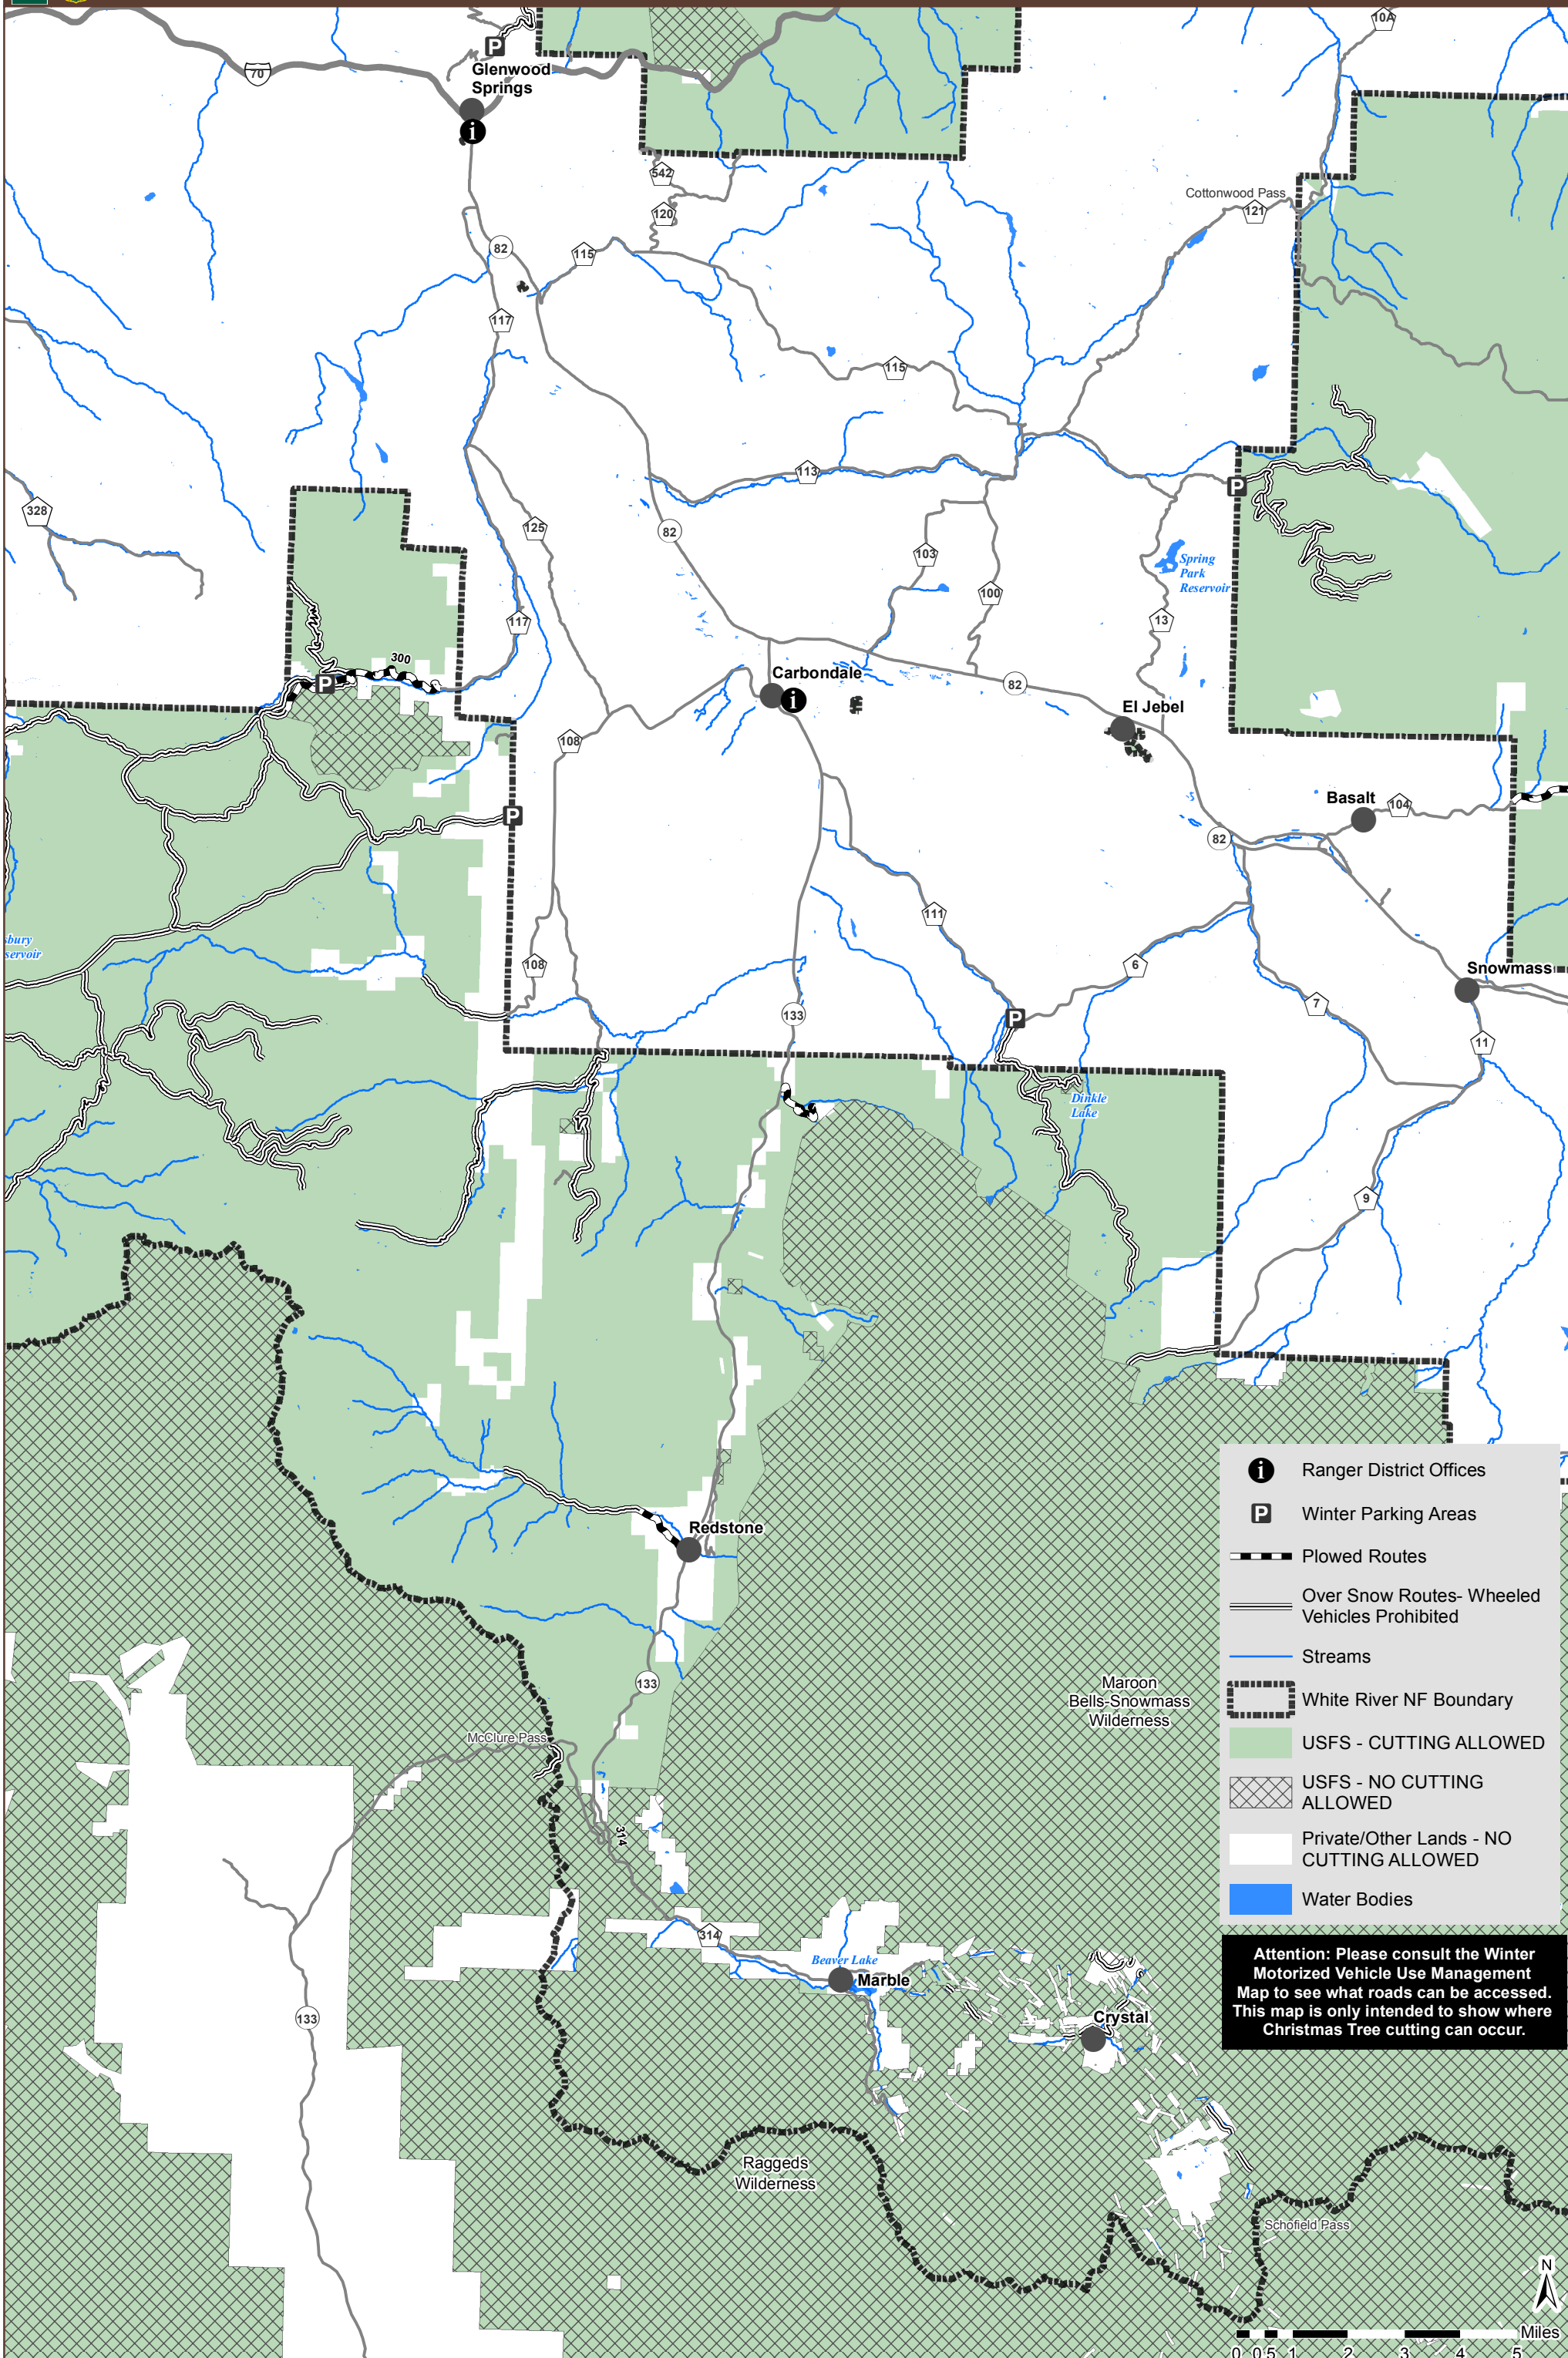 10A
70
P
Glenwood
Springs
i
542
120
Cottonwood Pass
121
82
115
117
115
113
P
328
125
82
103
Spring
Park
Reservoir
100
117
13
300
P
Carbondale
i
82
El Jebel
108
Basalt
104
P
82
111
sbury
servoir
108
6
Snowmass
7
133
P
11
Dinkle
Lake
9
Redstone
133
Maroon
Bells-Snowmass
Wilderness
McClure Pass
314
314
Beaver Lake
Marble
Crystal
133
Raggeds
Wilderness
Schofield Pass
i Ranger District Offices
P Winter Parking Areas
Plowed Routes
Over Snow Routes- Wheeled
Vehicles Prohibited
Streams
White River NF Boundary
USFS - CUTTING ALLOWED
USFS - NO CUTTING
ALLOWED
Private/Other Lands - NO
CUTTING ALLOWED
Water Bodies
Attention: Please consult the Winter
Motorized Vehicle Use Management
Map to see what roads can be accessed.
This map is only intended to show where
Christmas Tree cutting can occur.
N
Miles
0 0.5 1 2 3 4 5